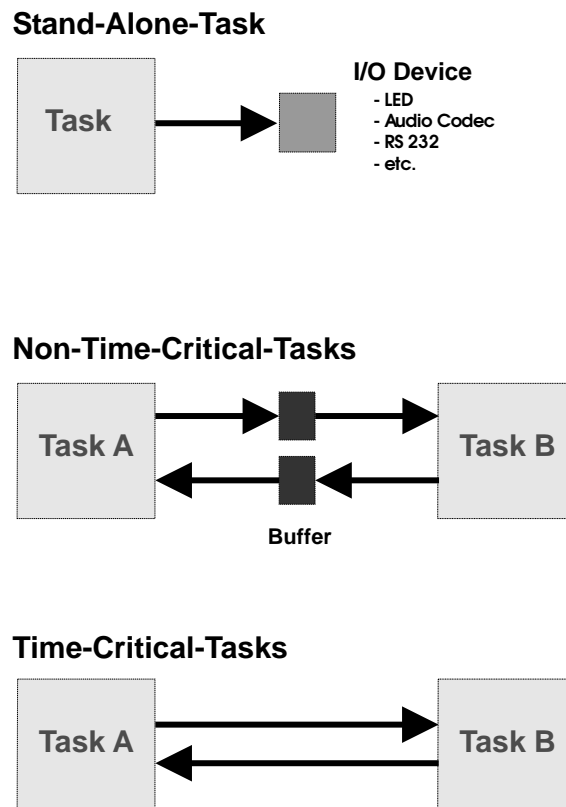 Stand-Alone-Task
Task
I/O Device
- LED
- Audio Codec
- RS 232
- etc.
Non-Time-Critical-Tasks
Task A
Task B
Buffer
Time-Critical-Tasks
Task A
Task B